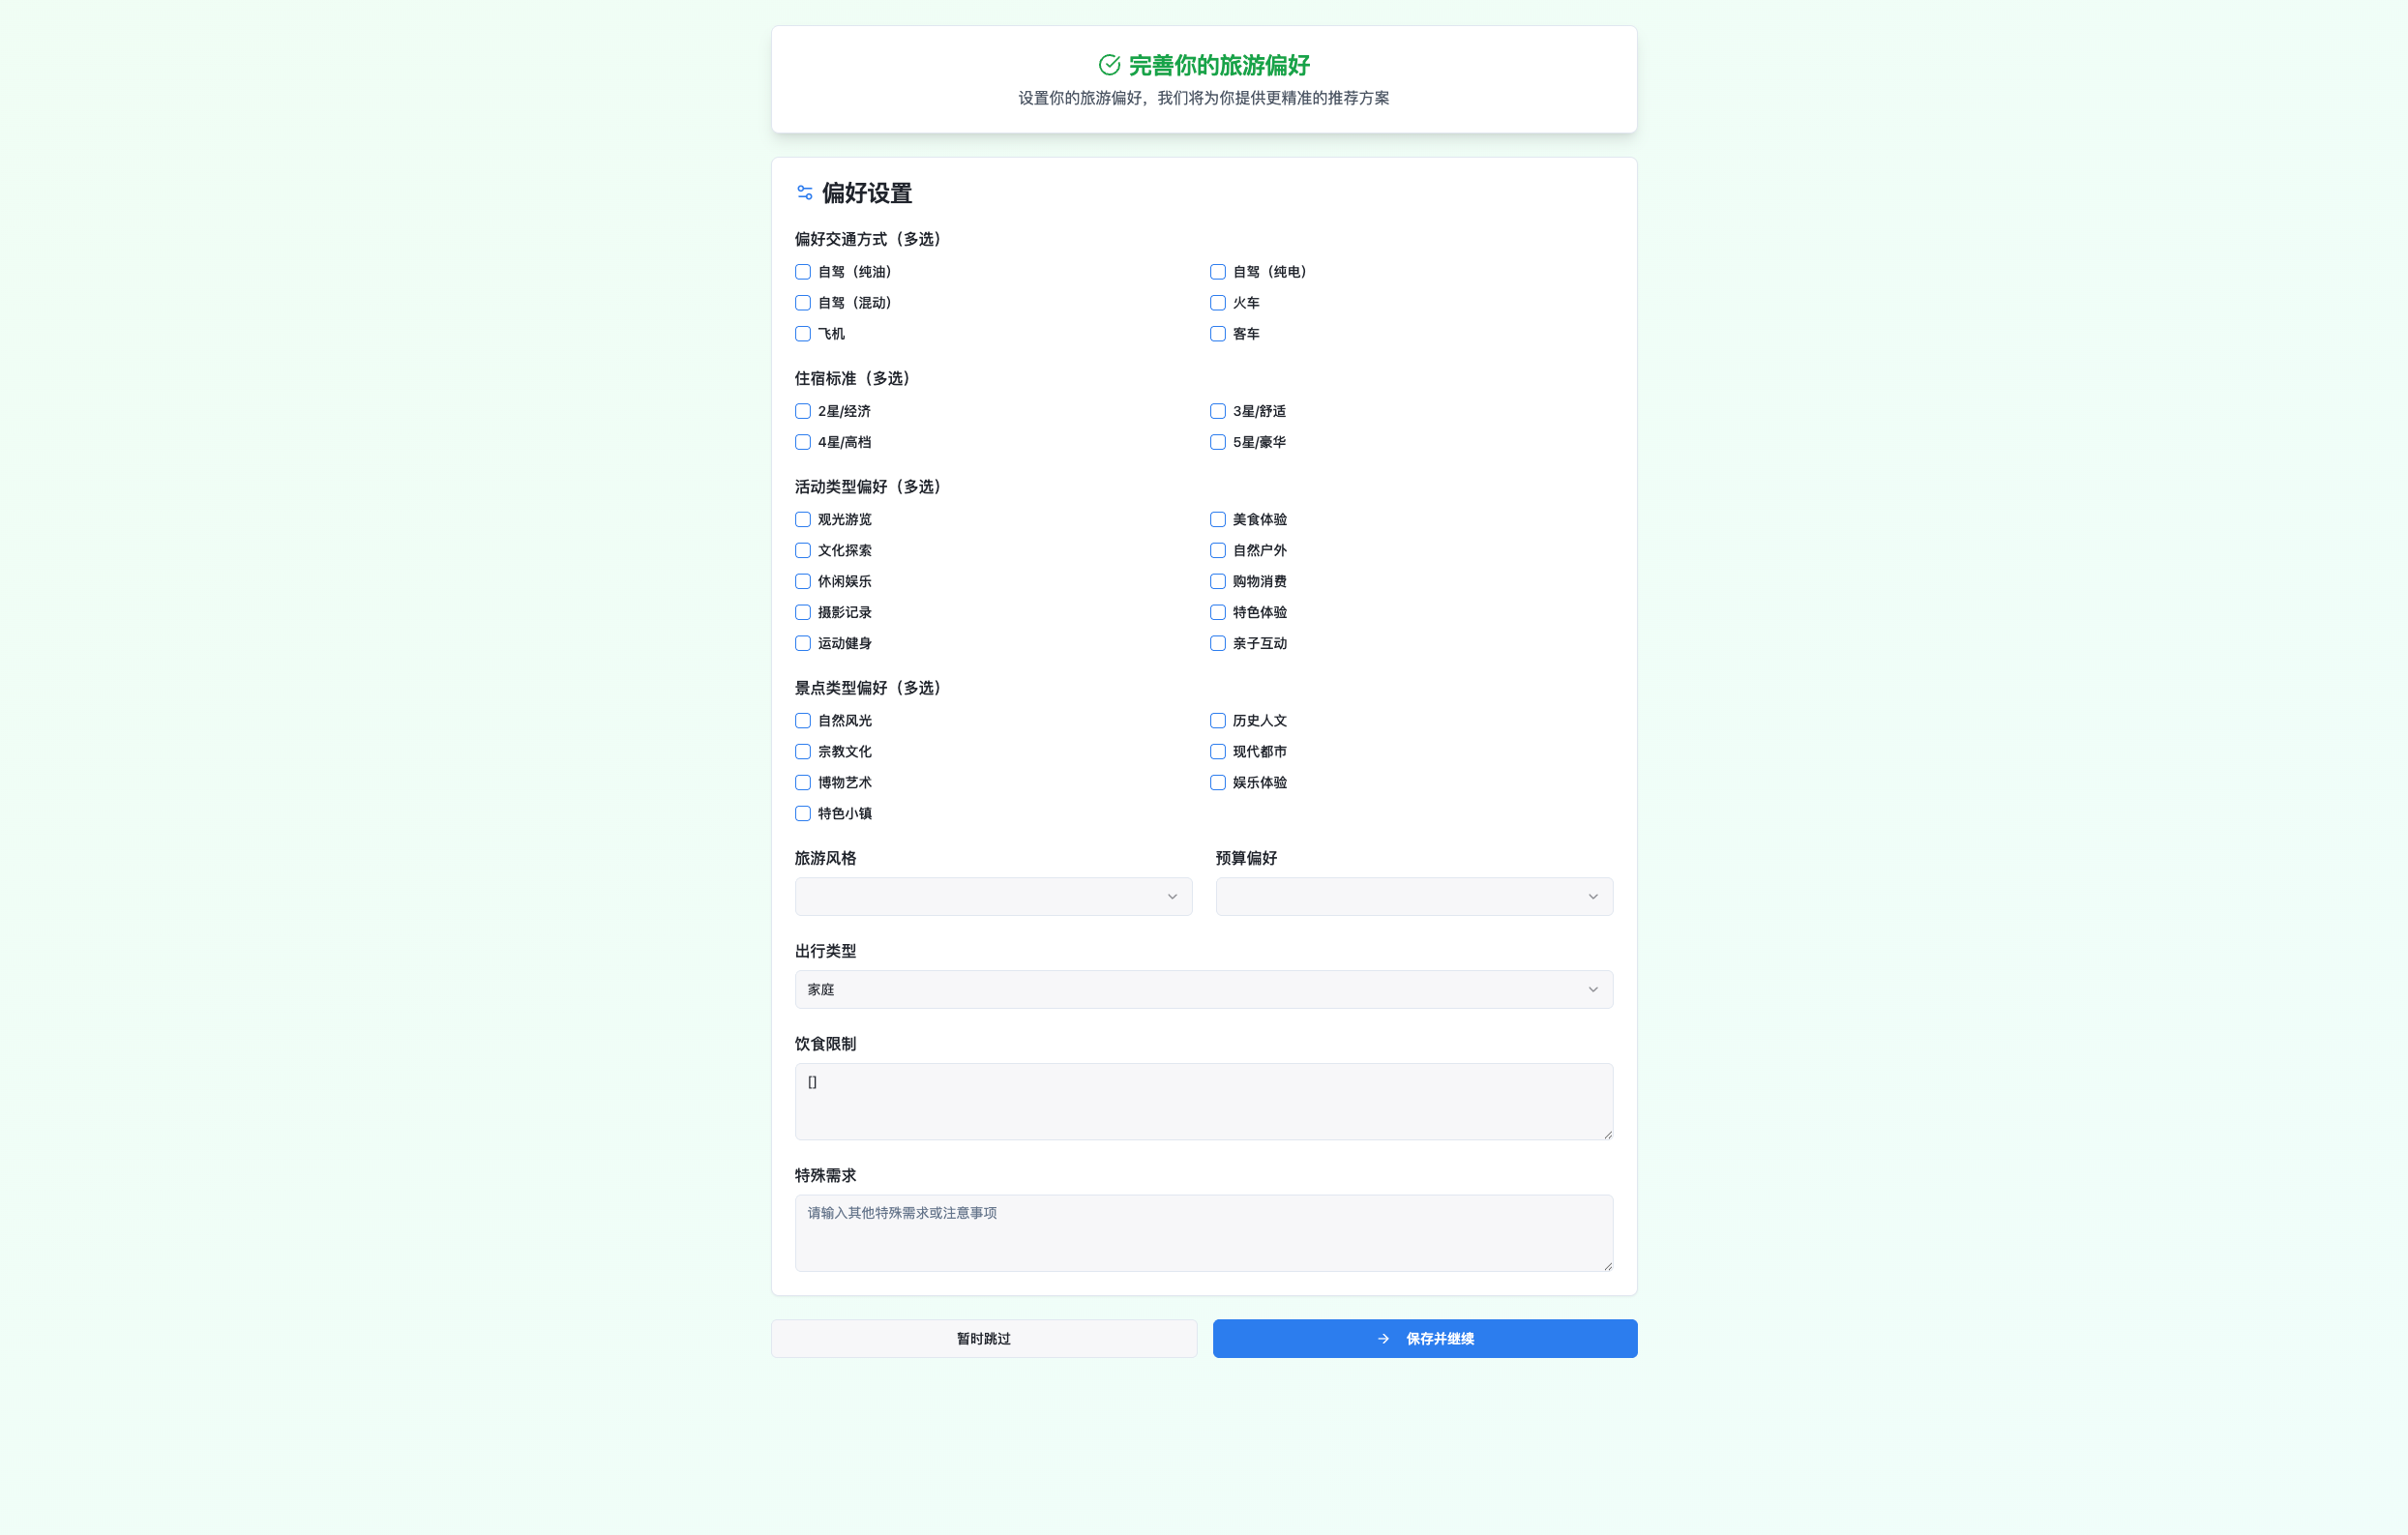 完善你的旅游偏好
设置你的旅游偏好，我们将为你提供更精准的推荐方案
偏好设置
偏好交通方式（多选）
自驾（纯油） 自驾（纯电）
自驾（混动） 火车
飞机 客车
住宿标准（多选）
2星/经济 3星/舒适
4星/高档 5星/豪华
活动类型偏好（多选）
观光游览 美食体验
文化探索 自然户外
休闲娱乐 购物消费
摄影记录 特色体验
运动健身 亲子互动
景点类型偏好（多选）
自然风光 历史人文
宗教文化 现代都市
博物艺术 娱乐体验
特色小镇
旅游风格 预算偏好
出行类型
家庭
饮食限制
[]
特殊需求
请输入其他特殊需求或注意事项
暂时跳过 保存并继续